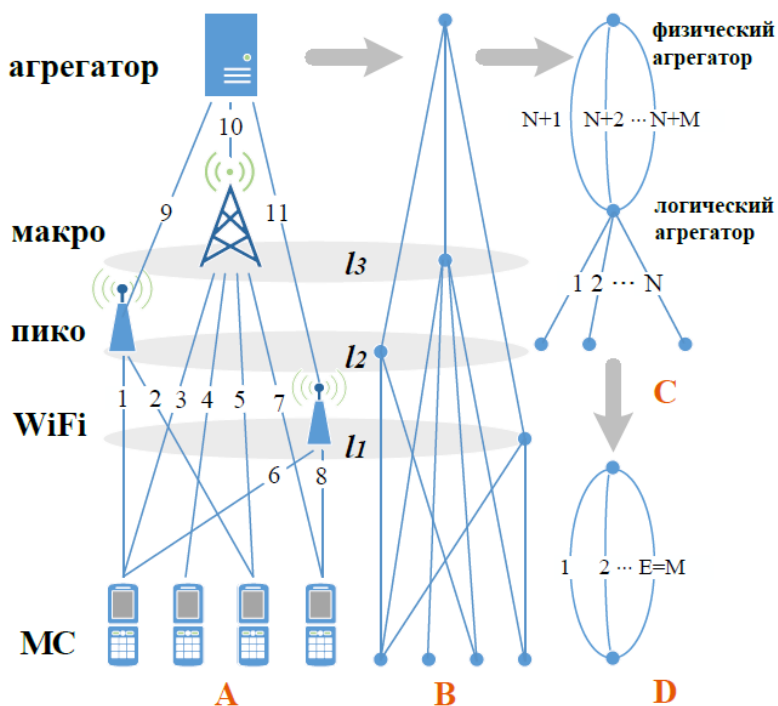 агрегатор
10
9
11
макро
l3
пико
l2
1
2
3
4
5
7
WiFi
l1
6
8
МС
A
B
физический
агрегатор
N+1
N+2 ··· N+M
логический
агрегатор
1 2 ··· N
C
1
2 ··· E=M
D